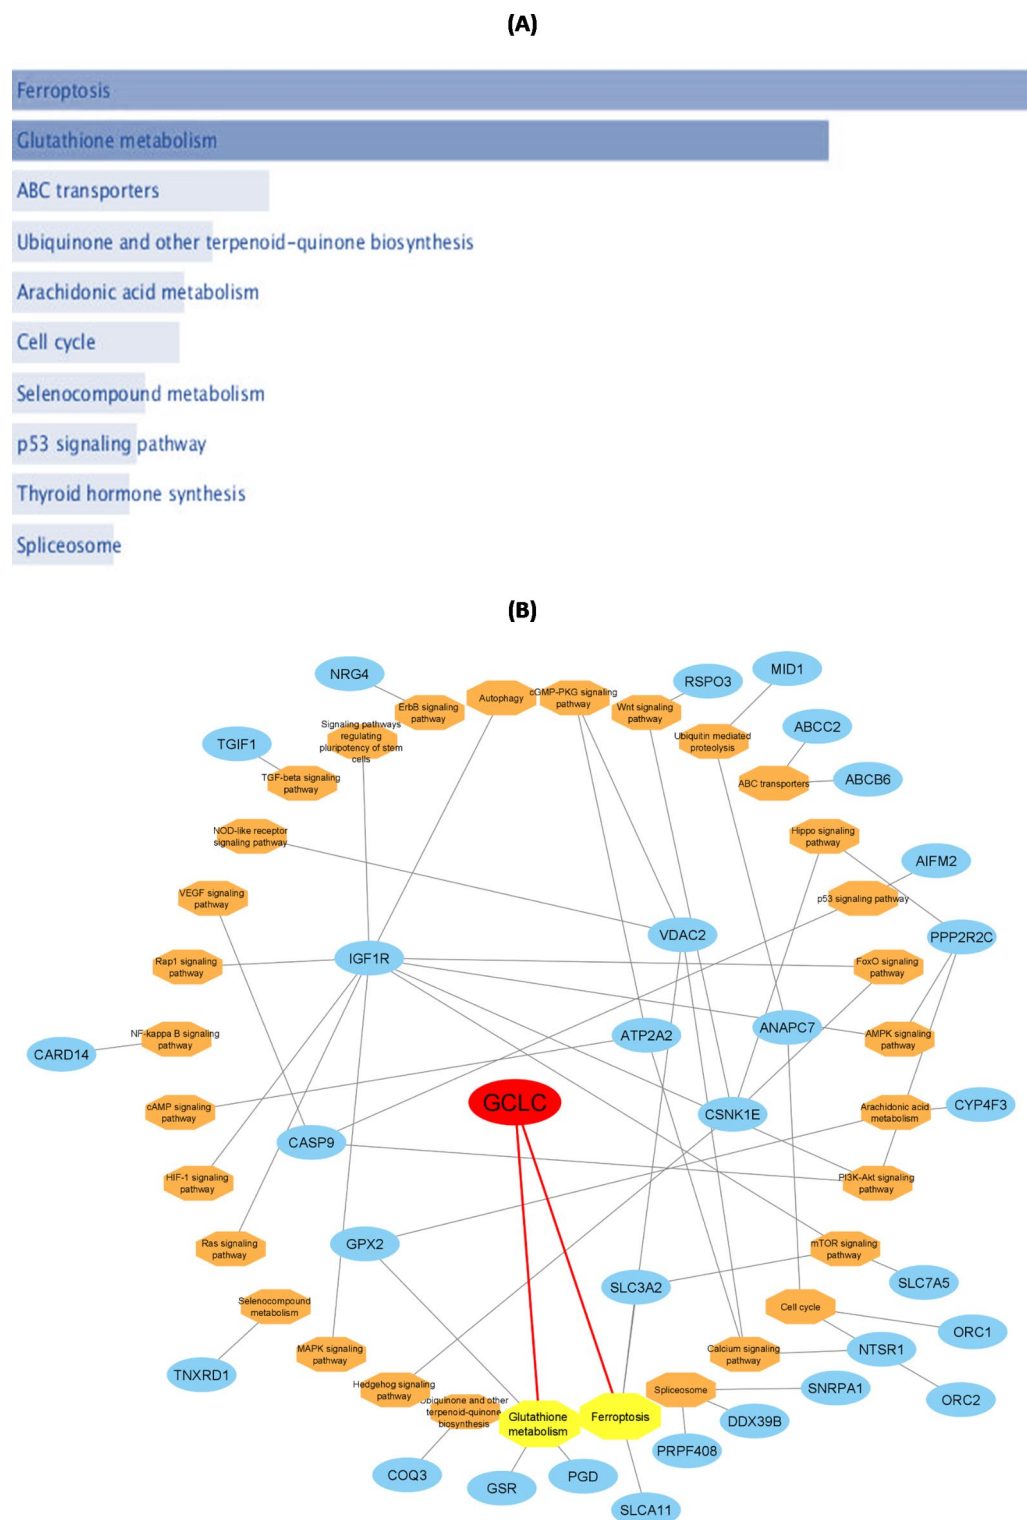 (A)
Ferroptosis
Glutathione metabolism
ABC transporters
Ubiquinone and other terpenoid-quinone biosynthesis
Arachidonic acid metabolism
Cell cycle
Selenocompound metabolism
p53 signaling pathway
Thyroid hormone synthesis
Spliceosome
(B)
NRG4
ErbB signaling
pathway
Autophagy
cGMP-PKG signaling
pathway
Wnt signaling
pathway
RSPO3
MID1
Ubiquitin mediated
proteolysis
ABCC2
ABC transporters
ABCB6
TGIF1
Signaling pathways
regulating
pluripotency of stem
cells
TGF-beta signaling
pathway
NOD-like receptor
signaling pathway
Hippo signaling
pathway
AIFM2
p53 signaling pathway
VEGF signaling
pathway
VDAC2
PPP2R2C
Rap1 signaling
pathway
IGF1R
FoxO signaling
pathway
CARD14
NF-kappa B signaling
pathway
ATP2A2
ANAPC7
AMPK signaling
pathway
cAMP signaling
pathway
GCLC
CSNK1E
Arachidonic acid
metabolism
CYP4F3
CASP9
HIF-1 signaling
pathway
PI3K-Akt signaling
pathway
Ras signaling
pathway
GPX2
mTOR signaling
pathway
SLC3A2
SLC7A5
Selenocompound
metabolism
Cell cycle
ORC1
TNXRD1
MAPK signaling
pathway
Calcium signaling
pathway
NTSR1
Hedgehog signaling
pathway
Spliceosome
SNRPA1
ORC2
Ubiquinone and other
terpenoid-quinone
biosynthesis
Glutathione
metabolism
Ferroptosis
DDX39B
PRPF408
COQ3
GSR
PGD
SLCA11